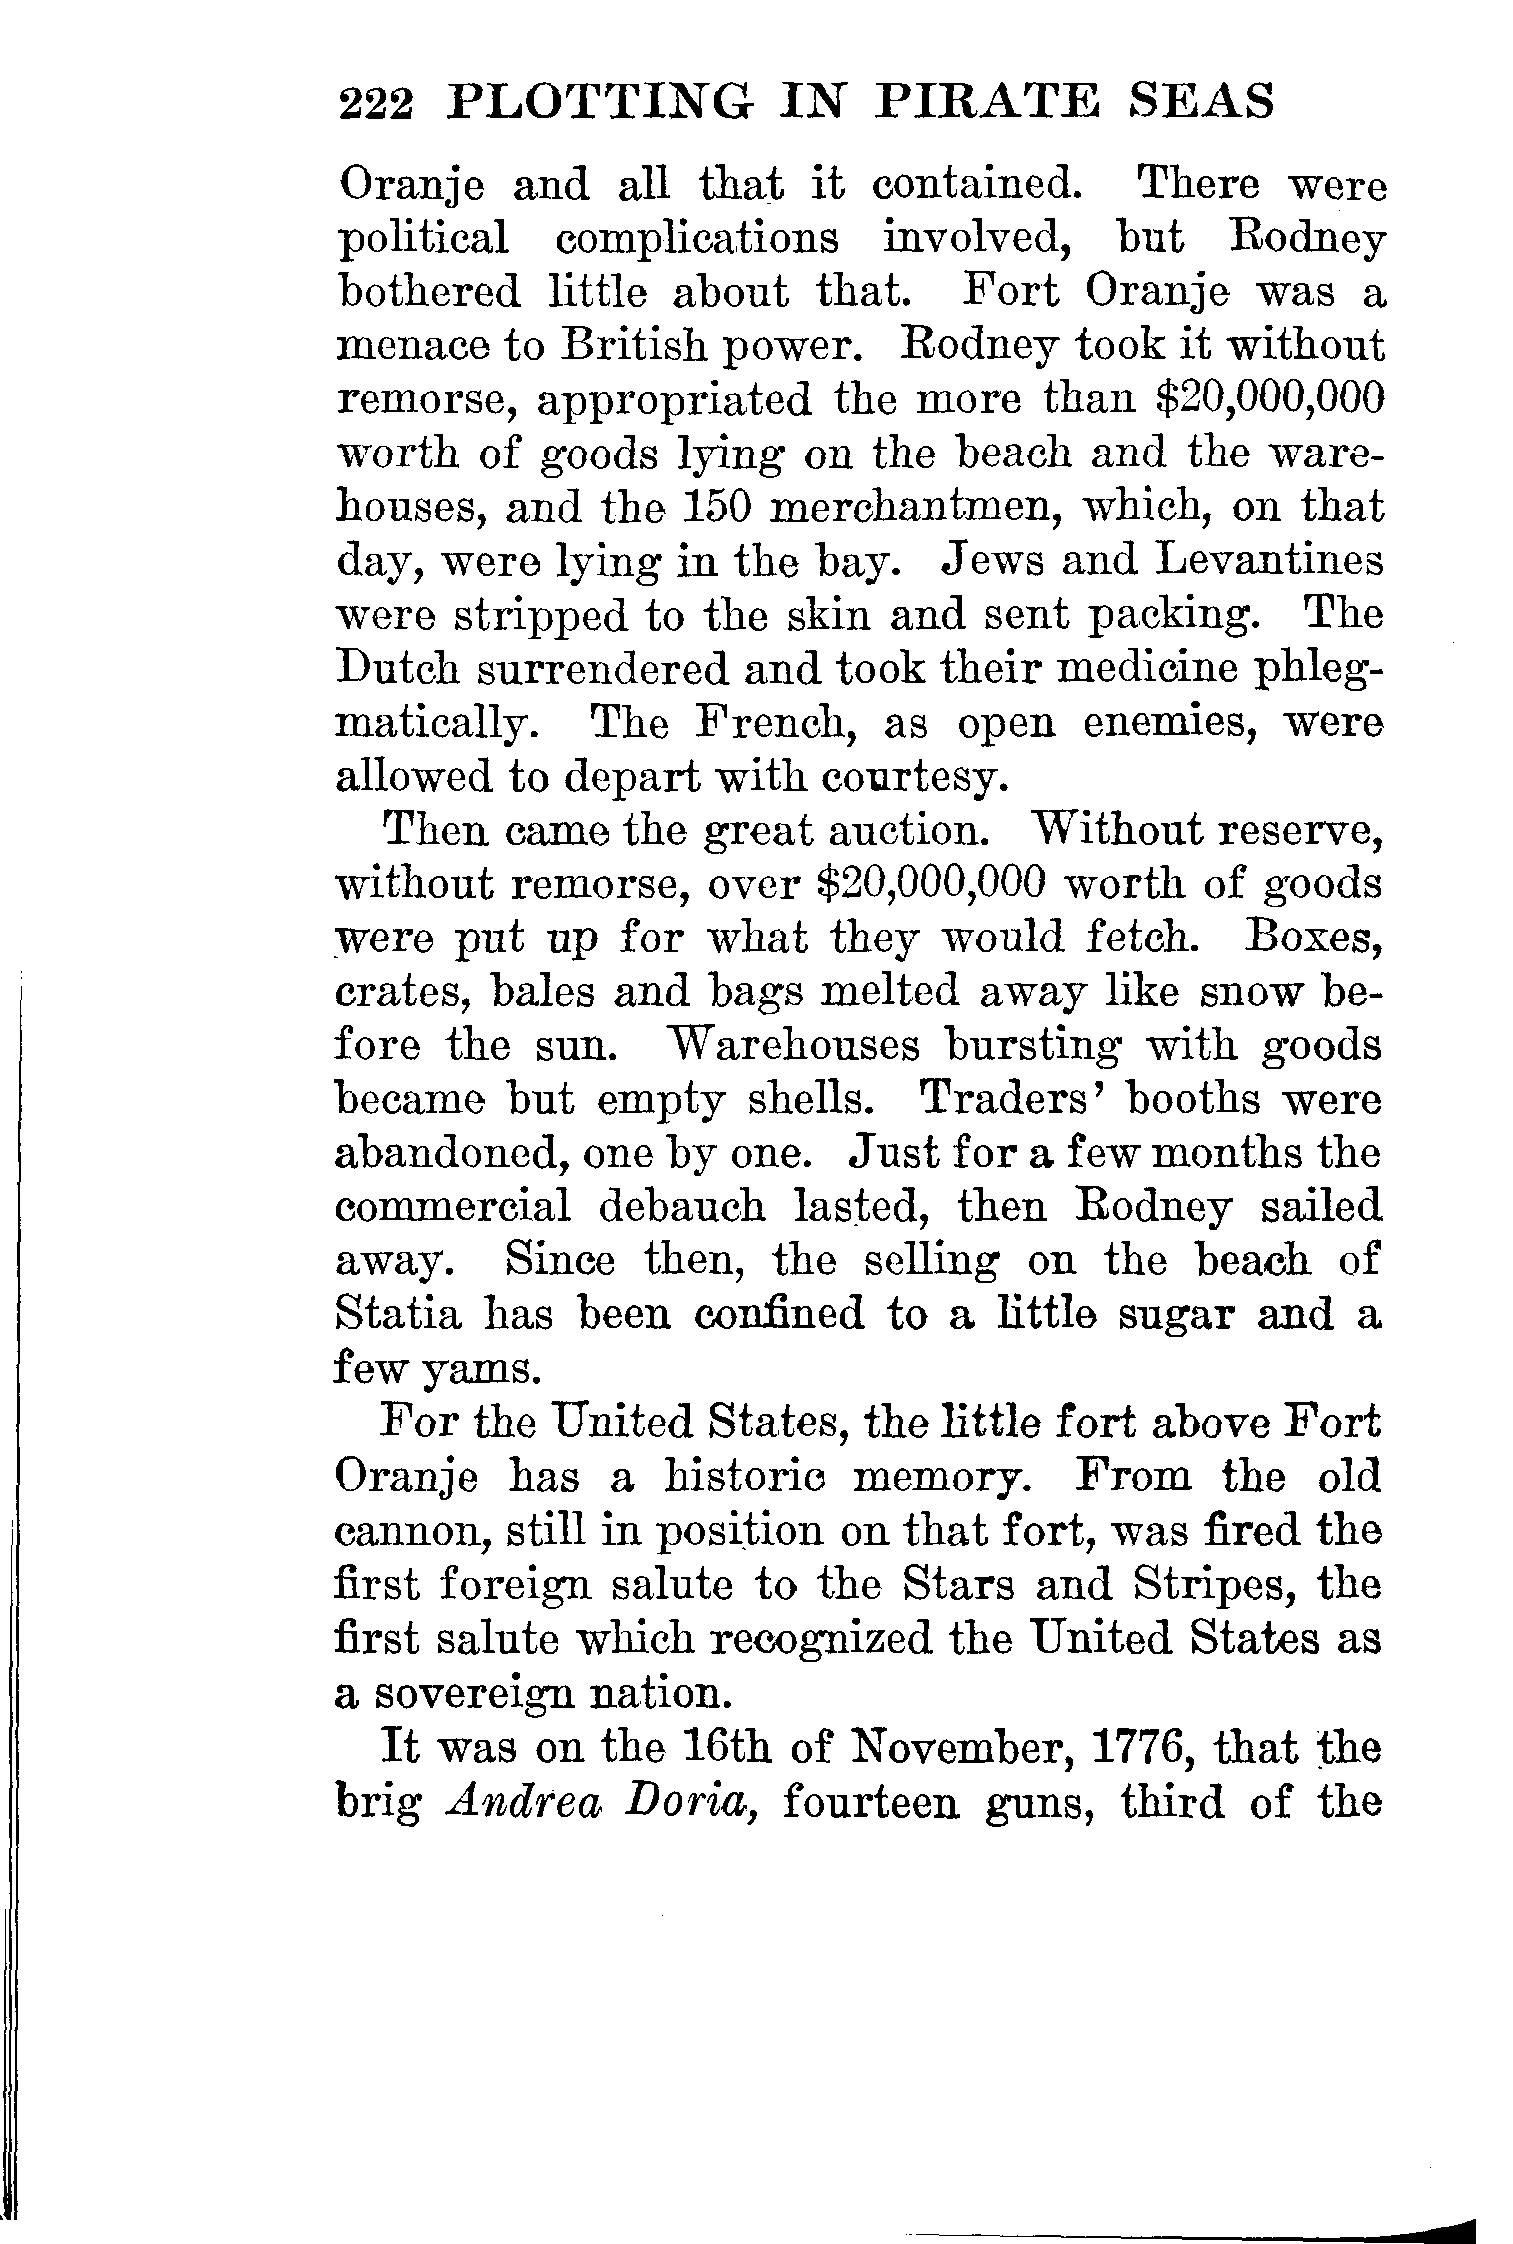 222 PLOTTING IN PIRATE SEAS
Oranje and all that it contained. There were
political complications involved, but Rodney
bothered little about that. Fort Oranje was a
menace to British power. Rodney took it without
remorse, appropriated the more than $20,000,000
worth of goods lying on the beach and the ware-
houses, and the 150 merchantmen, which, on that
day, were lying in the bay. Jews and Levantines
were stripped to the skin and sent packing. The
Dutch surrendered and took their medicine phleg-
matically. The French, as open enemies, were
allowed to depart with courtesy.
Then came the great auction. Without reserve,
without remorse, over $20,000,000 worth of goods
were put up for what they would fetch. Boxes,
crates, bales and bags melted away like snow be-
fore the sun. Warehouses bursting with goods
became but empty shells. Traders' booths were
abandoned, one by one. Just for a few months the
commercial debauch lasted, then Rodney sailed
away. Since then, the selling on the beach of
Statia has been confined to a little sugar and a
few yams.
For the United States, the little fort above Fort
Oranje has a historic memory. From the old
cannon, still in position on that fort, was fired the
first foreign salute to the Stars and Stripes, the
first salute which recognized the United States as
a sovereign nation.
It was on the 16th of November, 1776, that the
brig Andrea Doria, fourteen guns, third of the